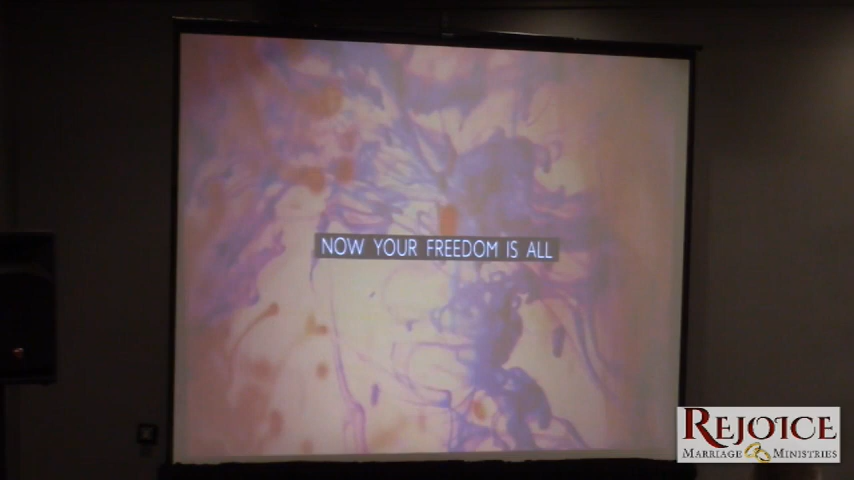 NOW YOUR FREEDOM IS ALL
REJOICE
MARRIAGE MINISTRIES